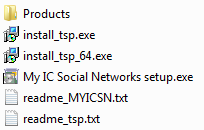 Products
install_tsp.exe
install_tsp_64.exe
My IC Social Networks setup.exe
readme_MYICSN.txt
readme_tsp.txt